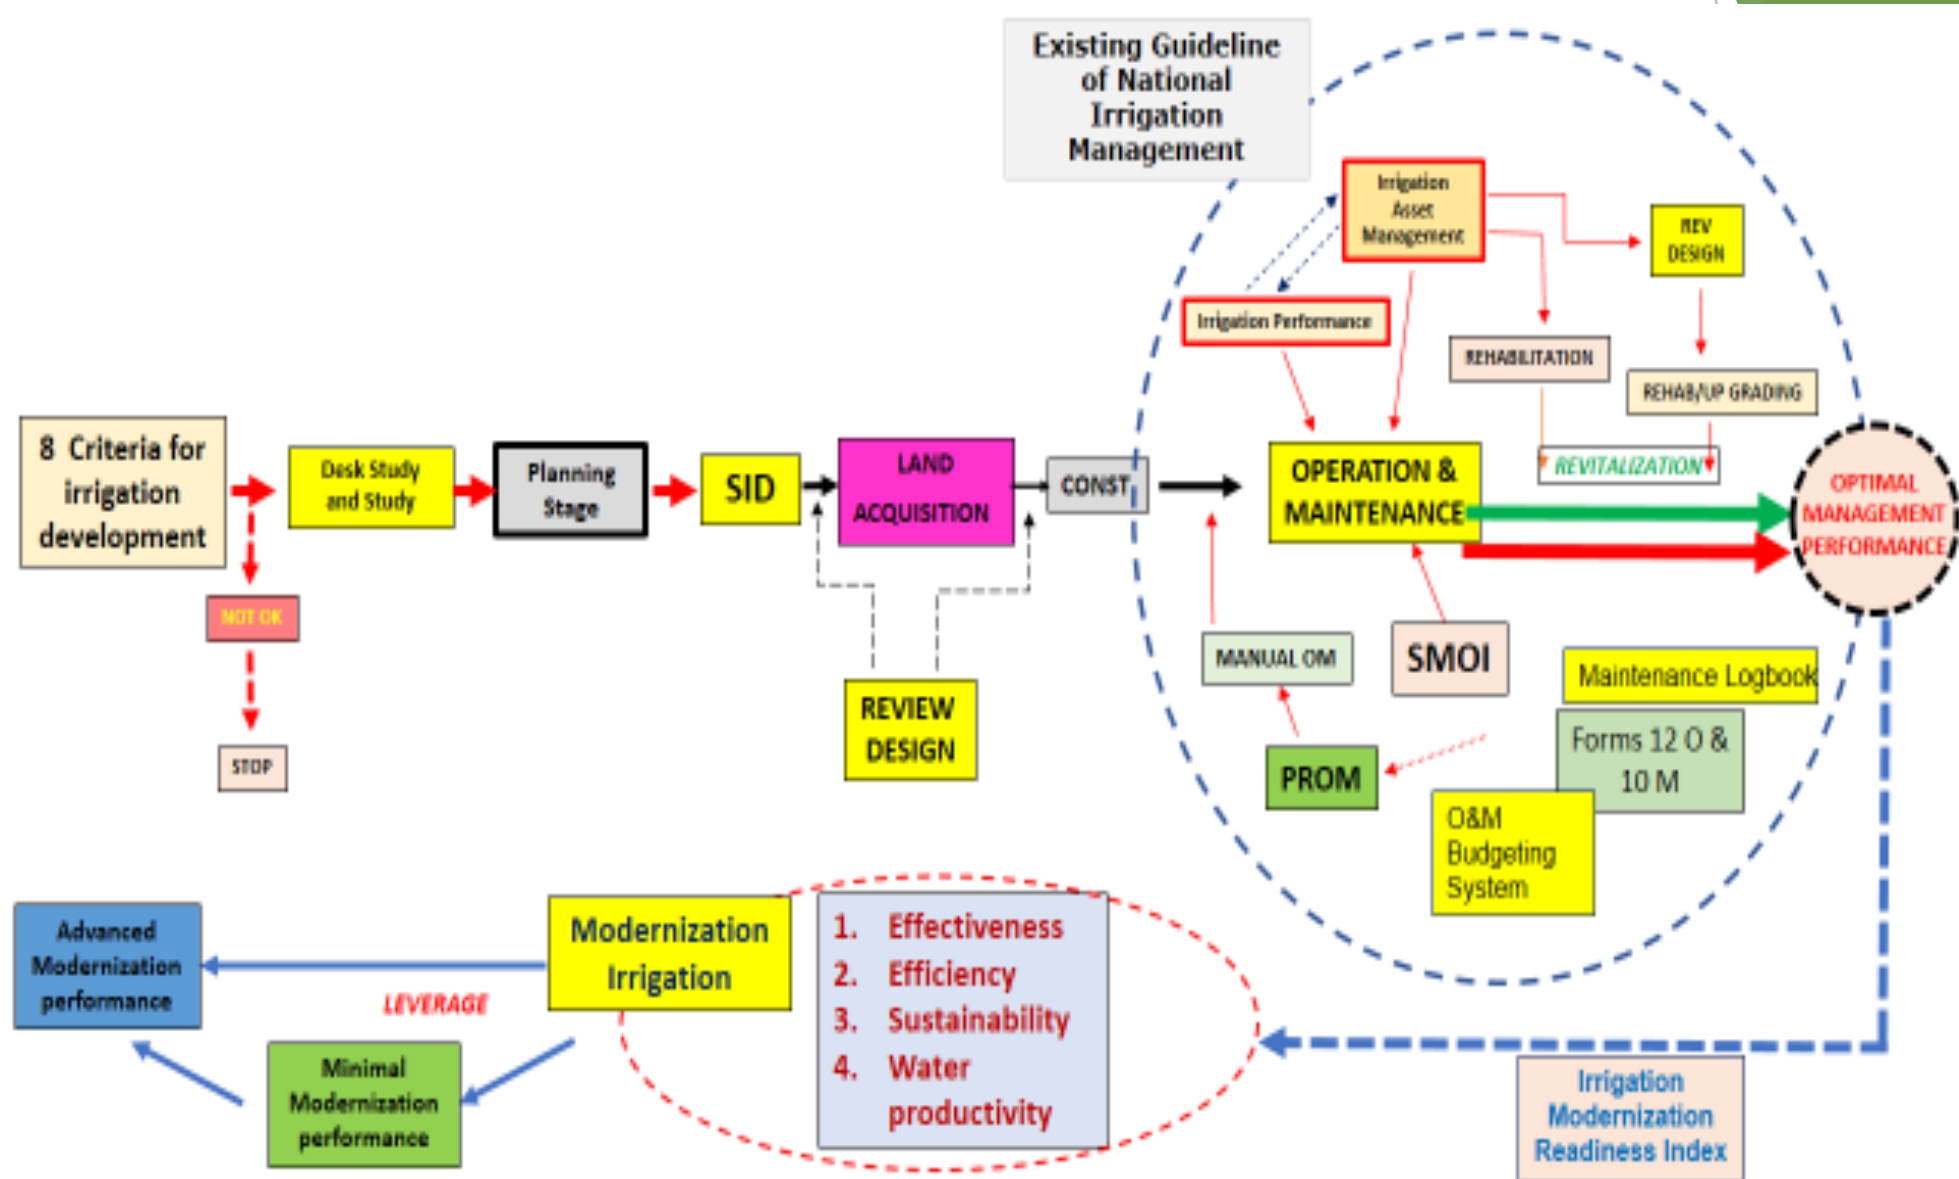 Existing Guideline
of National
Irrigation
Management
Irrigation
Asset
Management
REV
DESIGN
Irrigation Performance
REHABILITATION
REHAB/UP GRADING
8 Criteria for
irrigation
development
Desk Study
and Study
Planning
Stage
SID
LAND
ACQUISITION
CONST
OPERATION &
MAINTENANCE
REVITALIZATION
OPTIMAL
MANAGEMENT
PERFORMANCE
NOT OK
STOP
REVIEW
DESIGN
MANUAL OM
SMOI
PROM
Maintenance Logbook
Forms 12 O &
10 M
O&M
Budgeting
System
Advanced
Modernization
performance
LEVERAGE
Minimal
Modernization
performance
Modernization
Irrigation
1. Effectiveness
2. Efficiency
3. Sustainability
4. Water
productivity
Irrigation
Modernization
Readiness Index